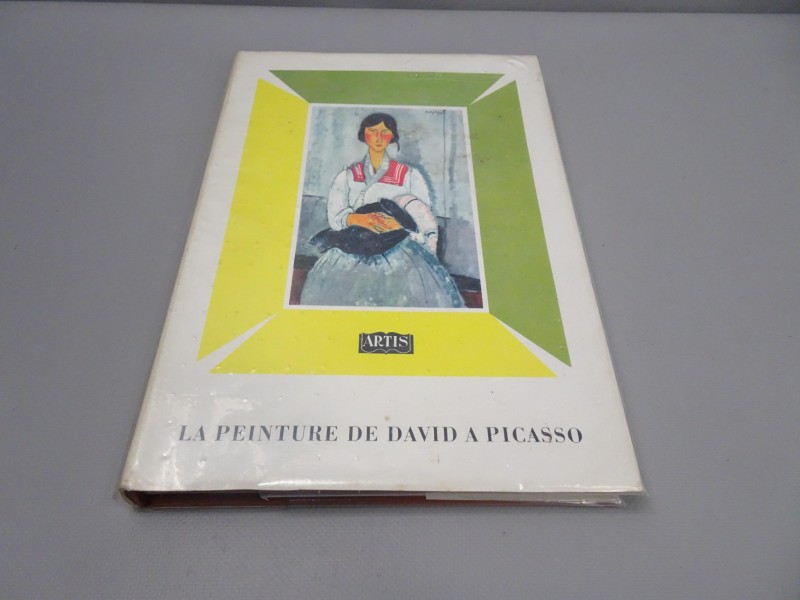 ARTIS
LA PEINTURE DE DAVID A PICASSO